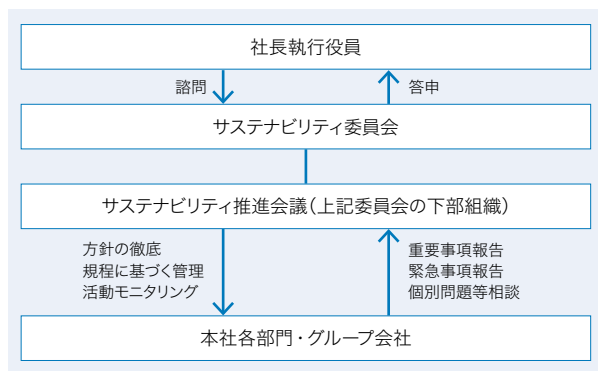 社長執行役員
諮問
答申
サステナビリティ委員会
サステナビリティ推進会議(上記委員会の下部組織)
方針の徹底
規程に基づく管理
活動モニタリング
重要事項報告
緊急事項報告
個別問題等相談
本社各部門・グループ会社